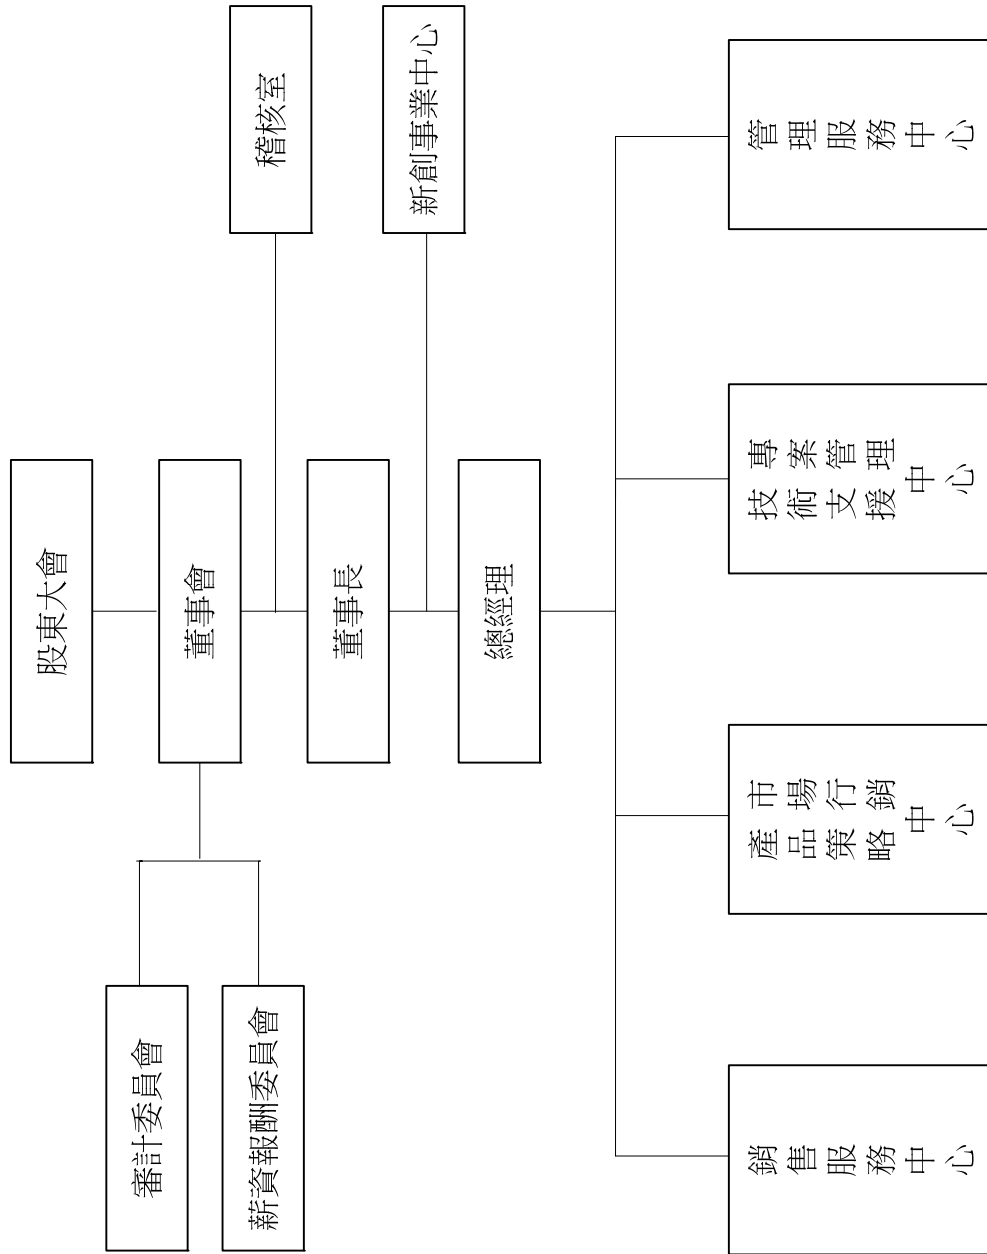 股東大會
審計委員會
董事會
薪資報酬委員會
稽核室
董事長
新創事業中心
總經理
銷售服務中心
市場行銷
產品策略
中心
專案管理
技術支援
中心
管理服務中心